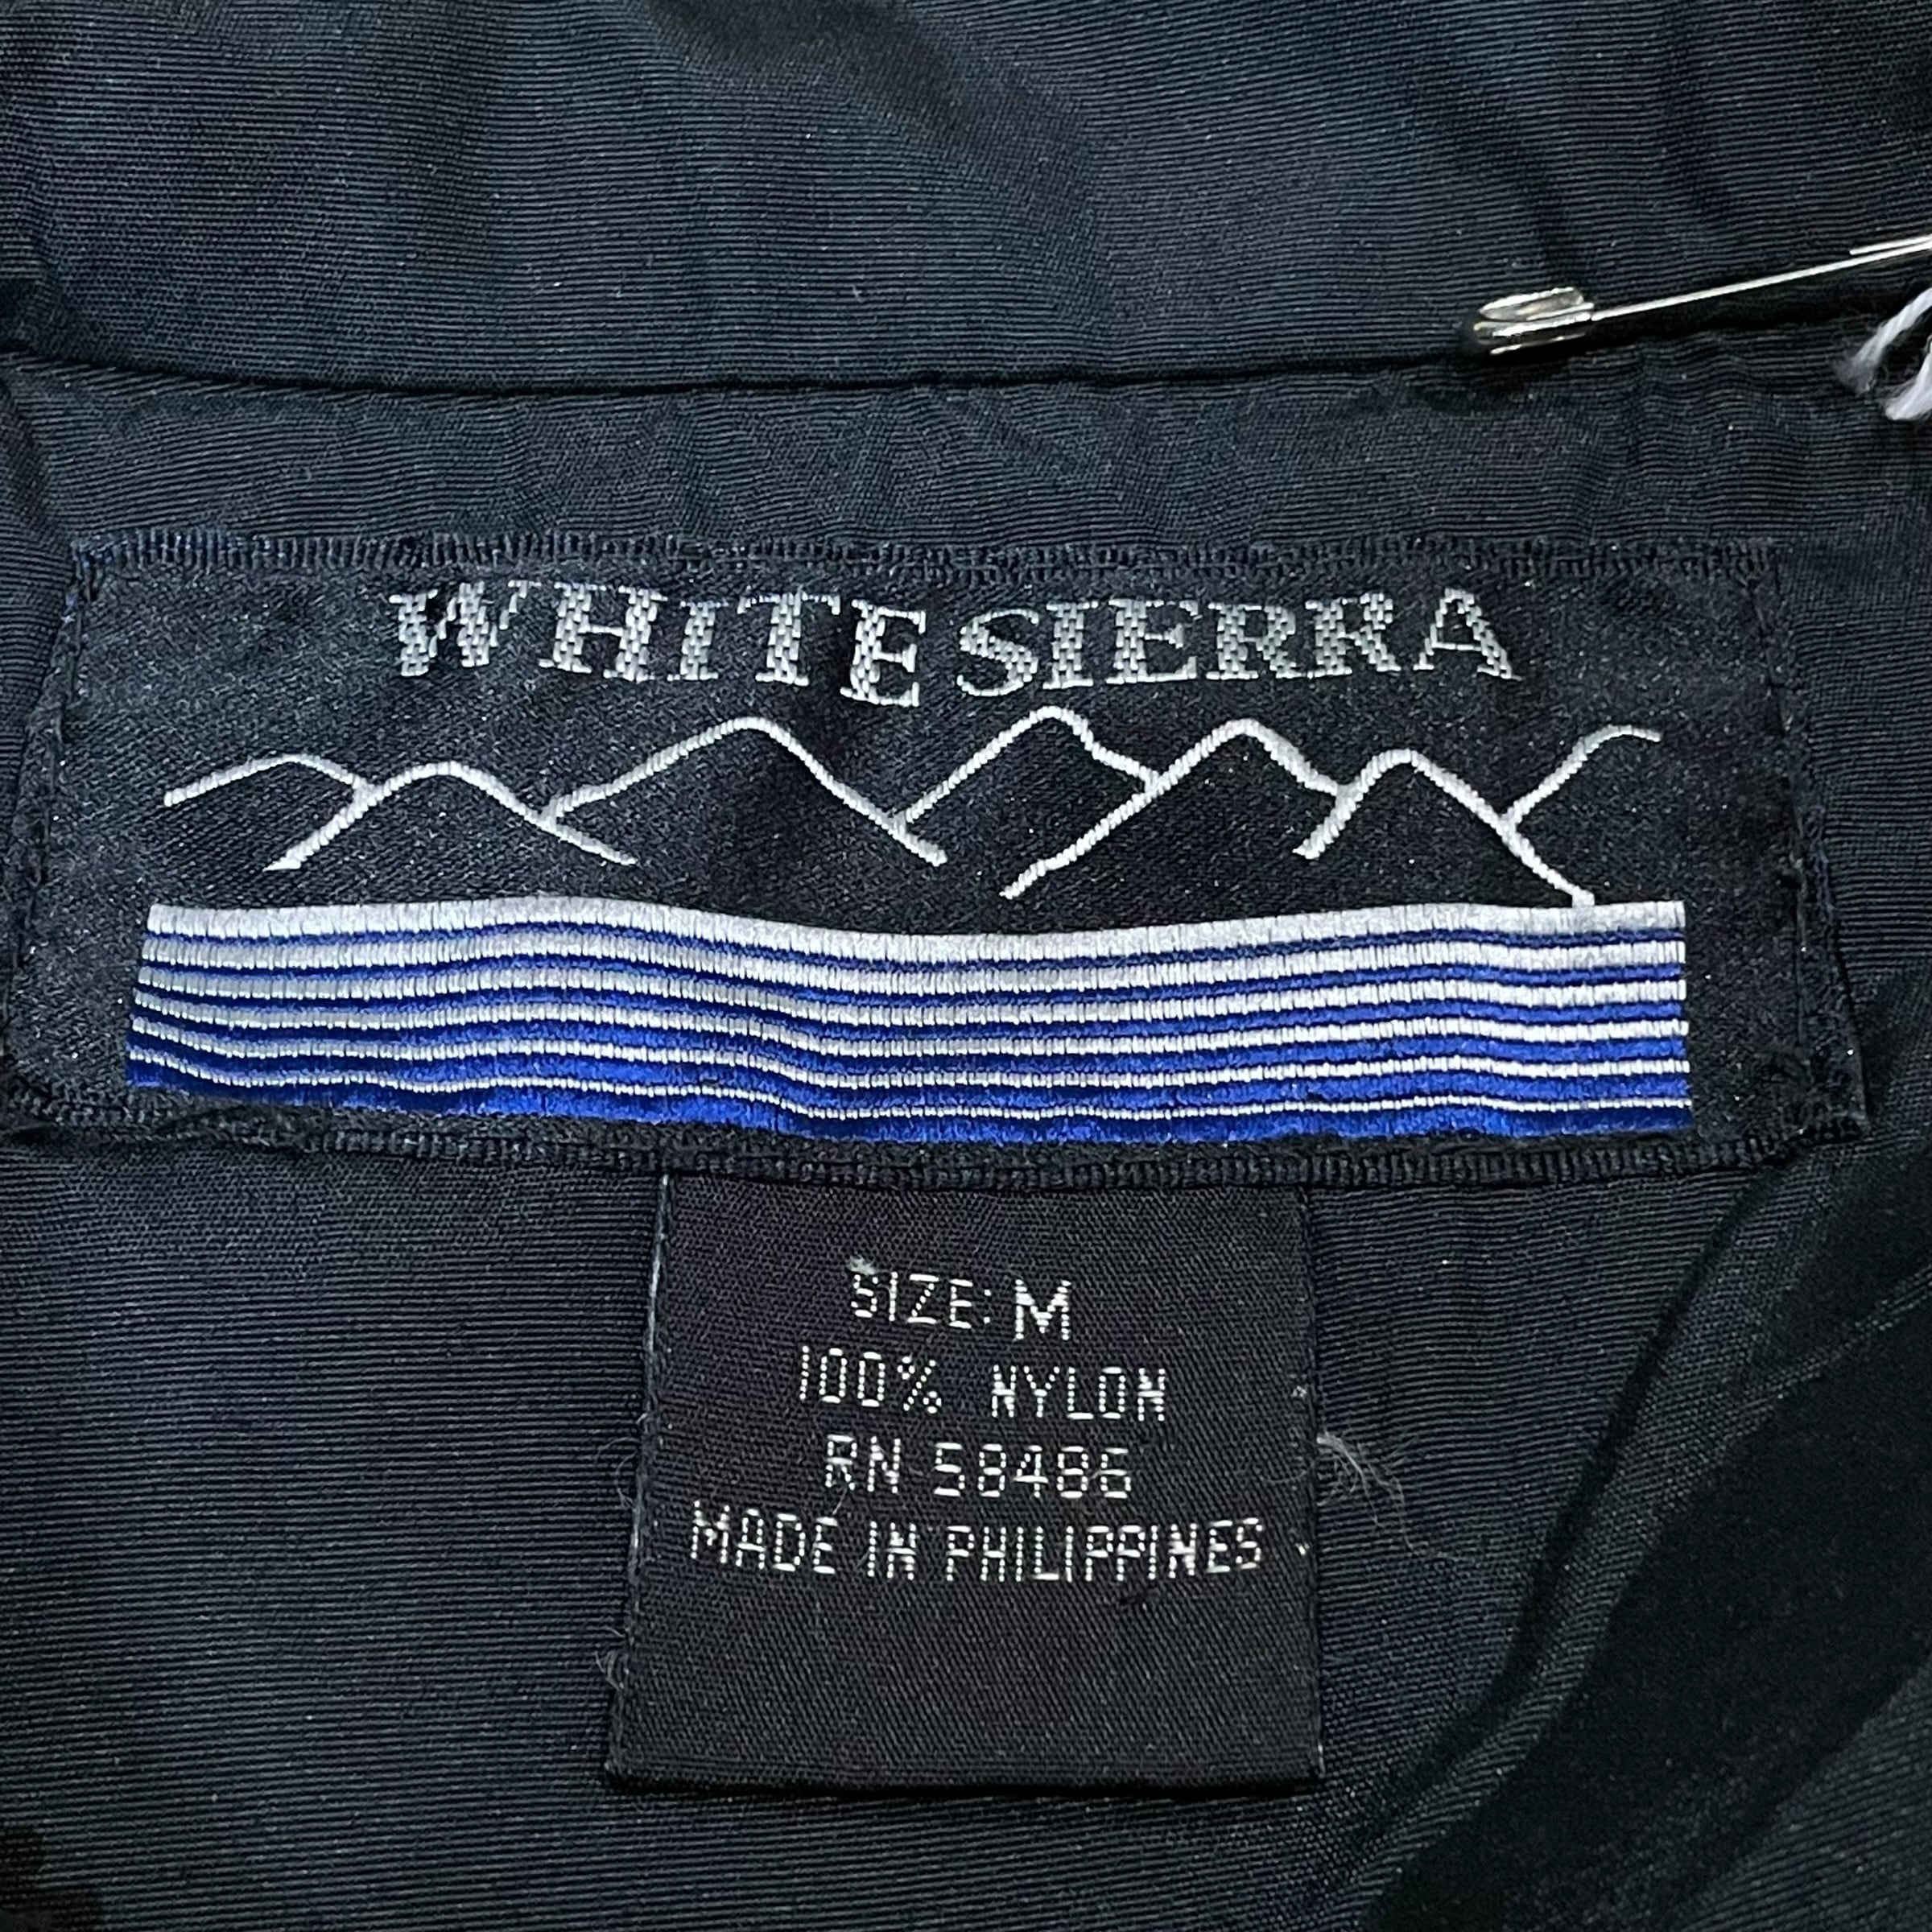 WHITE SIERRA
SIZE: M
100% NYLON
RN 58486
MADE IN PHILIPPINES